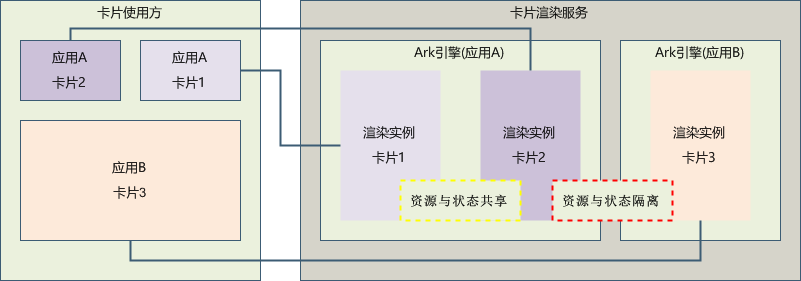 卡片使用方
应用A
卡片2
应用A
卡片1
应用B
卡片3
卡片渲染服务
Ark引擎(应用A)
渲染实例
卡片1
渲染实例
卡片2
资源与状态共享
Ark引擎(应用B)
渲染实例
卡片3
资源与状态隔离